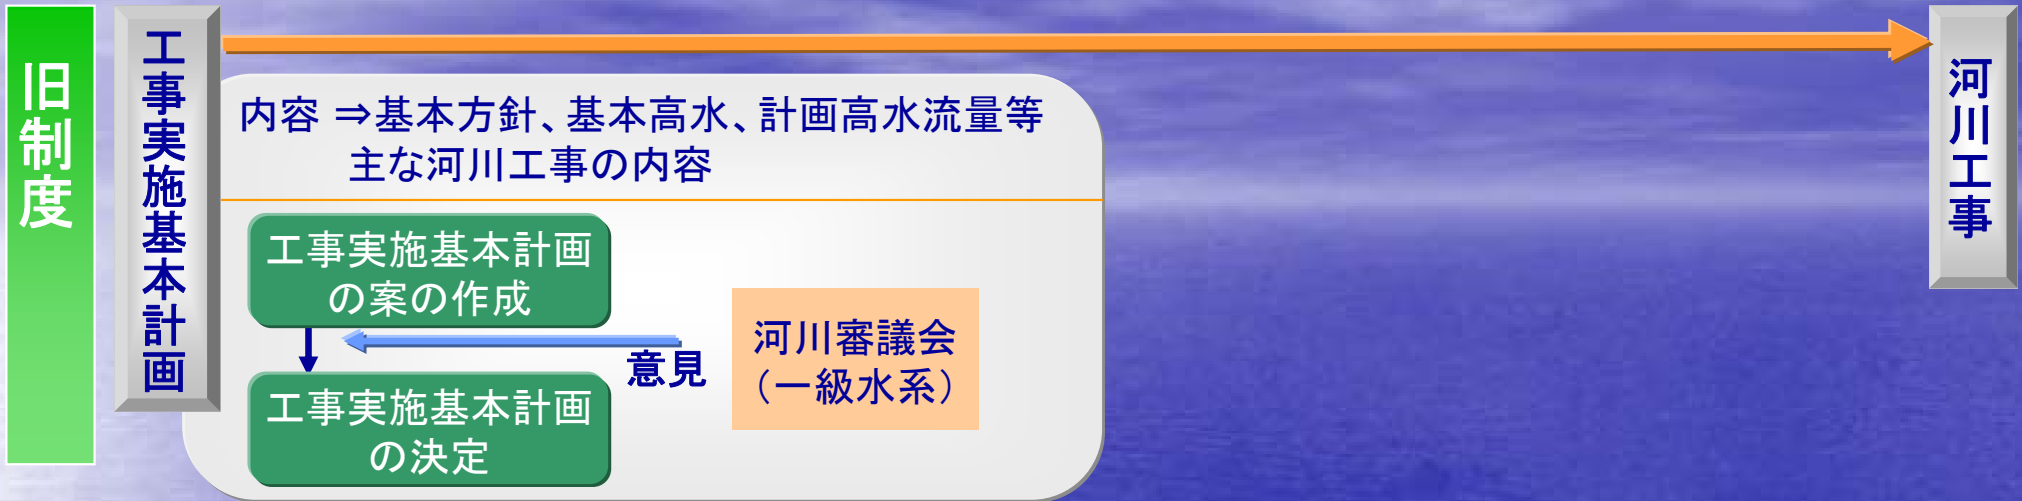 旧制度
工事実施基本計画
内容 ⇒基本方針、基本高水、計画高水流量等
主な河川工事の内容
工事実施基本計画
の案の作成
意見
河川審議会
（一級水系）
工事実施基本計画
の決定
河川工事